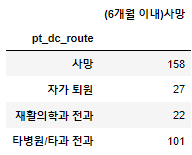 (6개월 이내)사망
pt_dc_route
사망 158
자가 퇴원 27
재활의학과 전과 22
타병원/타과 전과 101